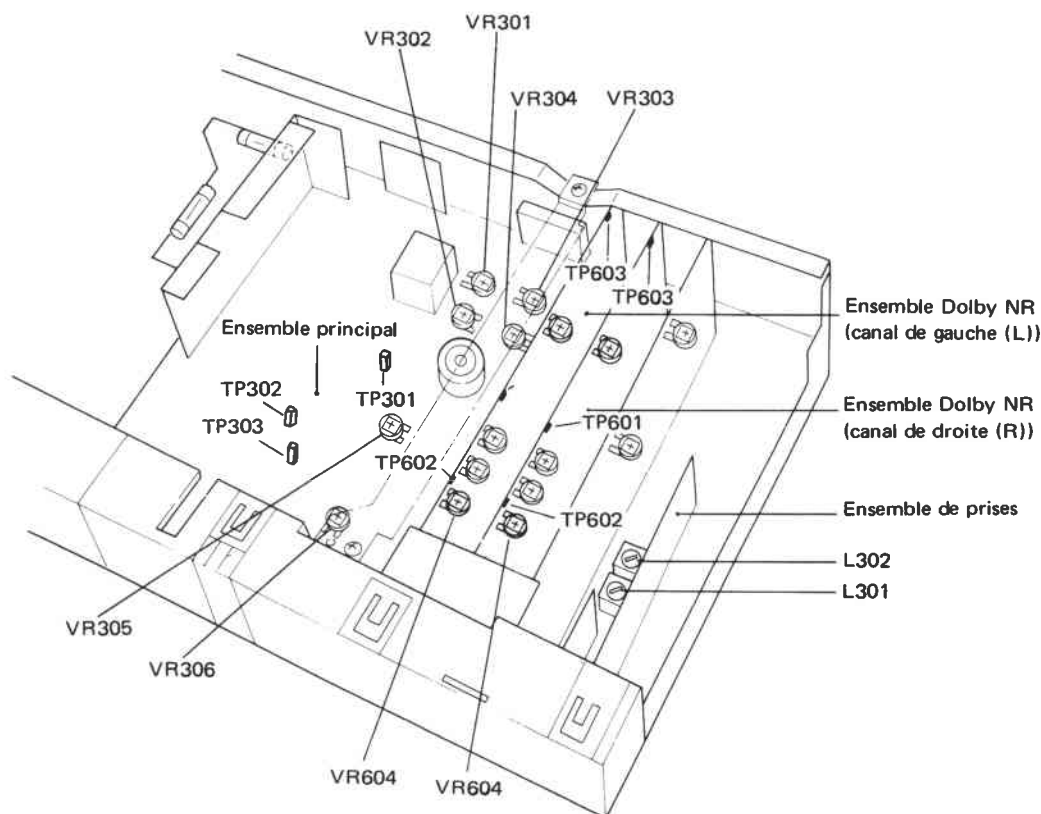 VR301
VR302
VR304
VR303
TP603
TP603
Ensemble Dolby NR
(canal de gauche (L))
Ensemble principal
TP301
TP302
TP303
Ensemble Dolby NR
(canal de droite (R))
TP601
TP602
TP602
Ensemble de prises
L302
L301
VR305
VR306
VR604
VR604